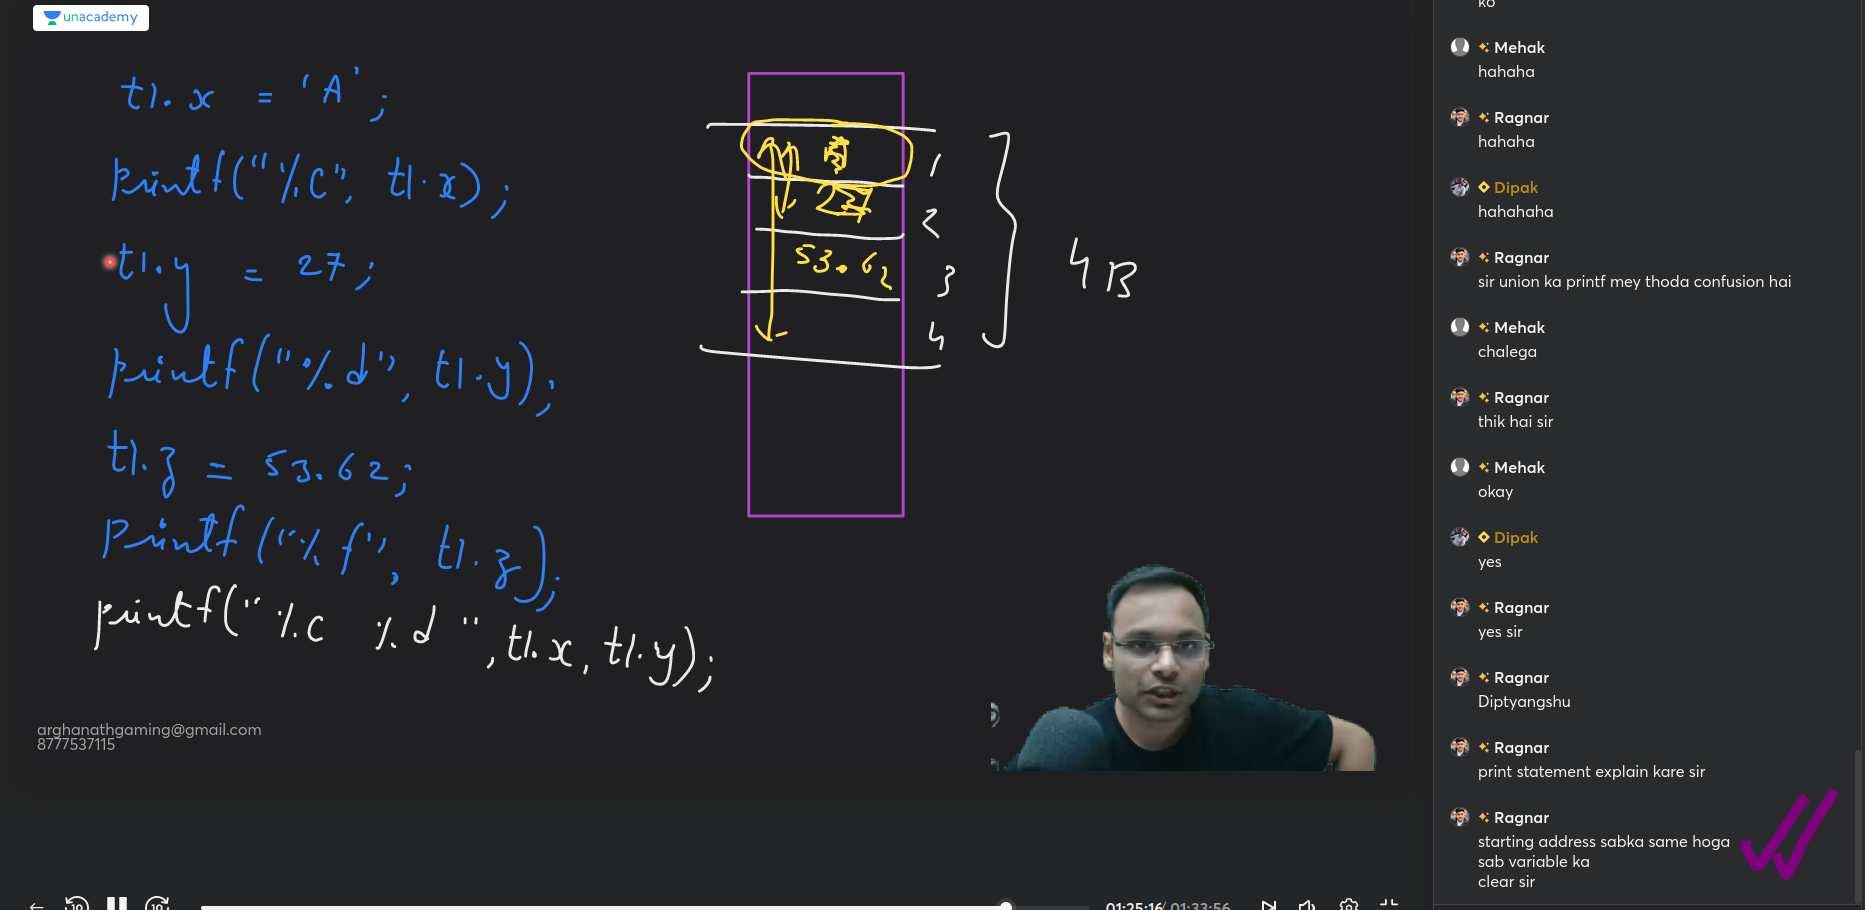 unacademy
t1.x = 'A';
printf("%c", t1.x);
t1.y = 27;
printf("%d", t1.y);
t1.z = 53.62;
printf("%f", t1.z);
printf("%c %d", t1.x, t1.y);
1
2
53.62
3
4
4B
arghanathgaming@gmail.com
8777537115
01:25:16/ 01:33:56
ko
Mehak
hahaha
Ragnar
hahaha
Dipak
hahahaha
Ragnar
sir union ka printf mey thoda confusion hai
Mehak
chalega
Ragnar
thik hai sir
Mehak
okay
Dipak
yes
Ragnar
yes sir
Ragnar
Diptyangshu
Ragnar
print statement explain kare sir
Ragnar
starting address sabka same hoga
sab variable ka
clear sir